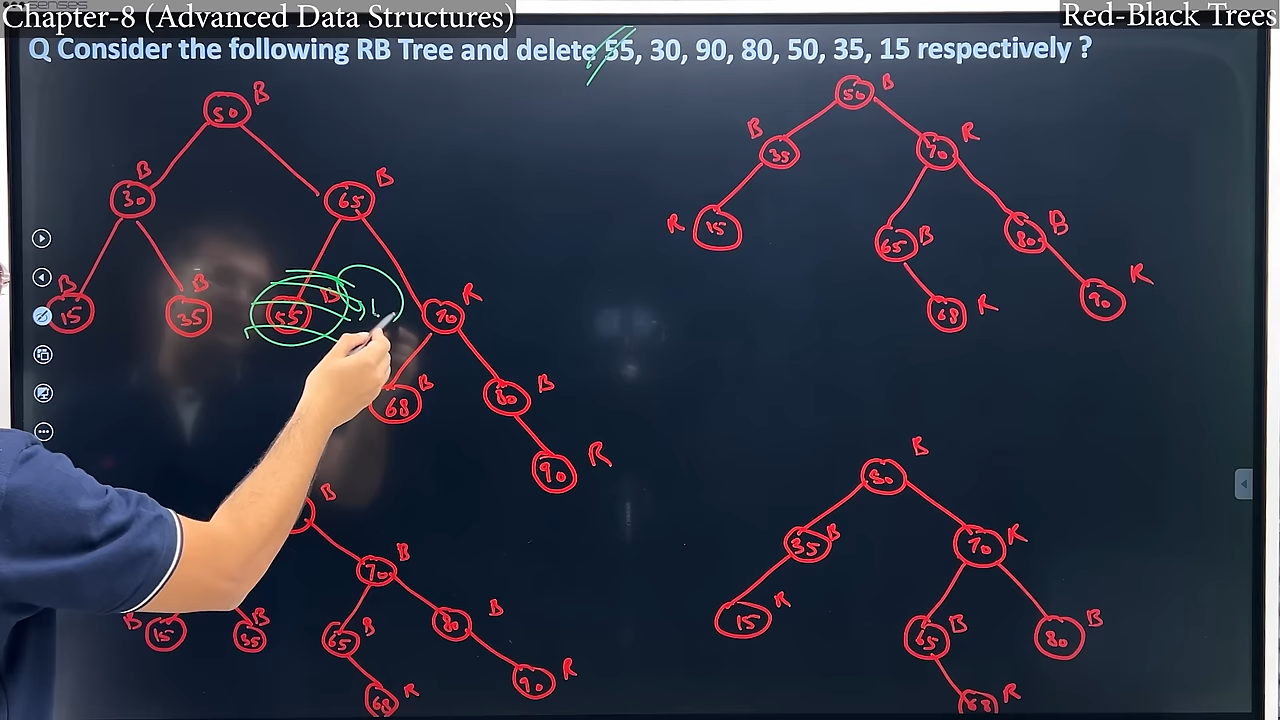 Chapter-8 (Advanced Data Structures)
Red-Black Trees
Q Consider the following RB Tree and delete 55, 30, 90, 80, 50, 35, 15 respectively ?
50 B
30 B
65 B
15 B
35 B
55 B
70 R
68 B
80 B
90 R
50 B
35 B
70 R
15 R
65 B
80 B
68 R
90 R
B
70 B
15 B
35 B
65 B
80 B
68 R
90 R
80 B
35 B
70 R
15 R
65 B
80 B
68 R